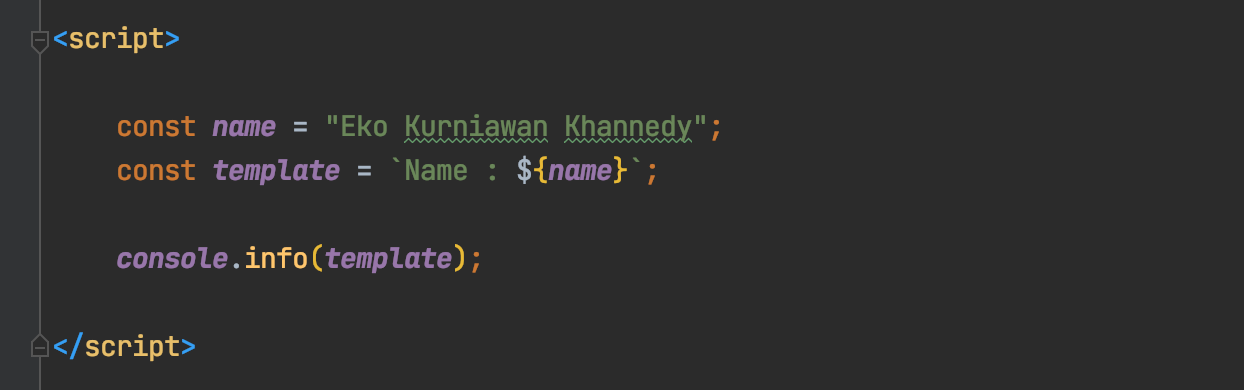 <script>
const name = "Eko Kurniawan Khannedy";
const template = `Name : ${name}`;
console.info(template);
</script>